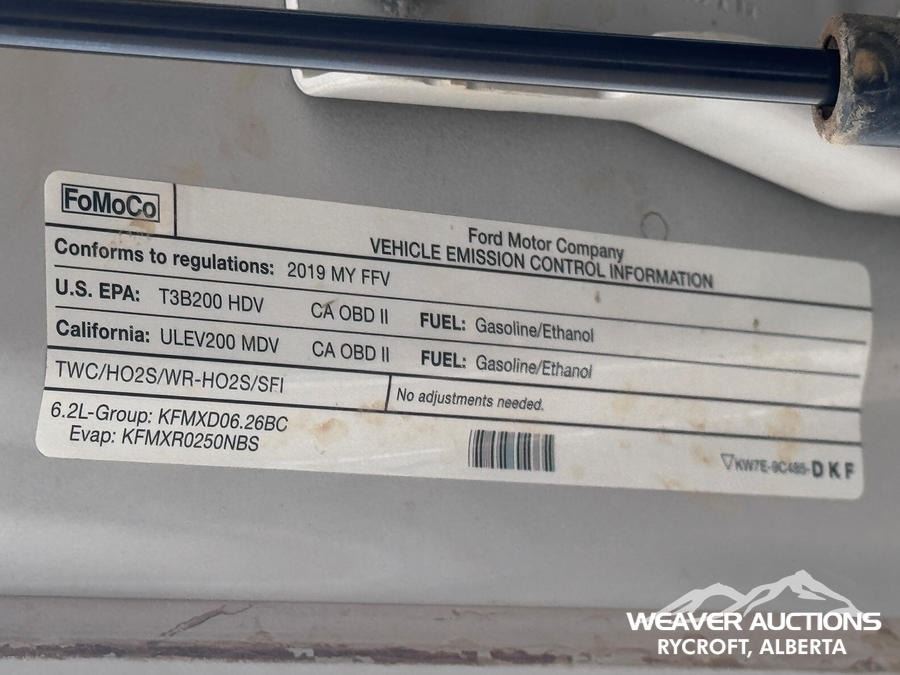 FoMoCo
Ford Motor Company
VEHICLE EMISSION CONTROL INFORMATION
Conforms to regulations: 2019 MY FFV
U.S. EPA: T3B200 HDV CA OBD II FUEL: Gasoline/Ethanol
California: ULEV200 MDV CA OBD II FUEL: Gasoline/Ethanol
TWC/HO2S/WR-HO2S/SFI No adjustments needed.
6.2L-Group: KFMXD06.26BC
Evap: KFMXR0250NBS
KW7E-9C485-DKF
WEAVER AUCTIONS
RYCROFT, ALBERTA